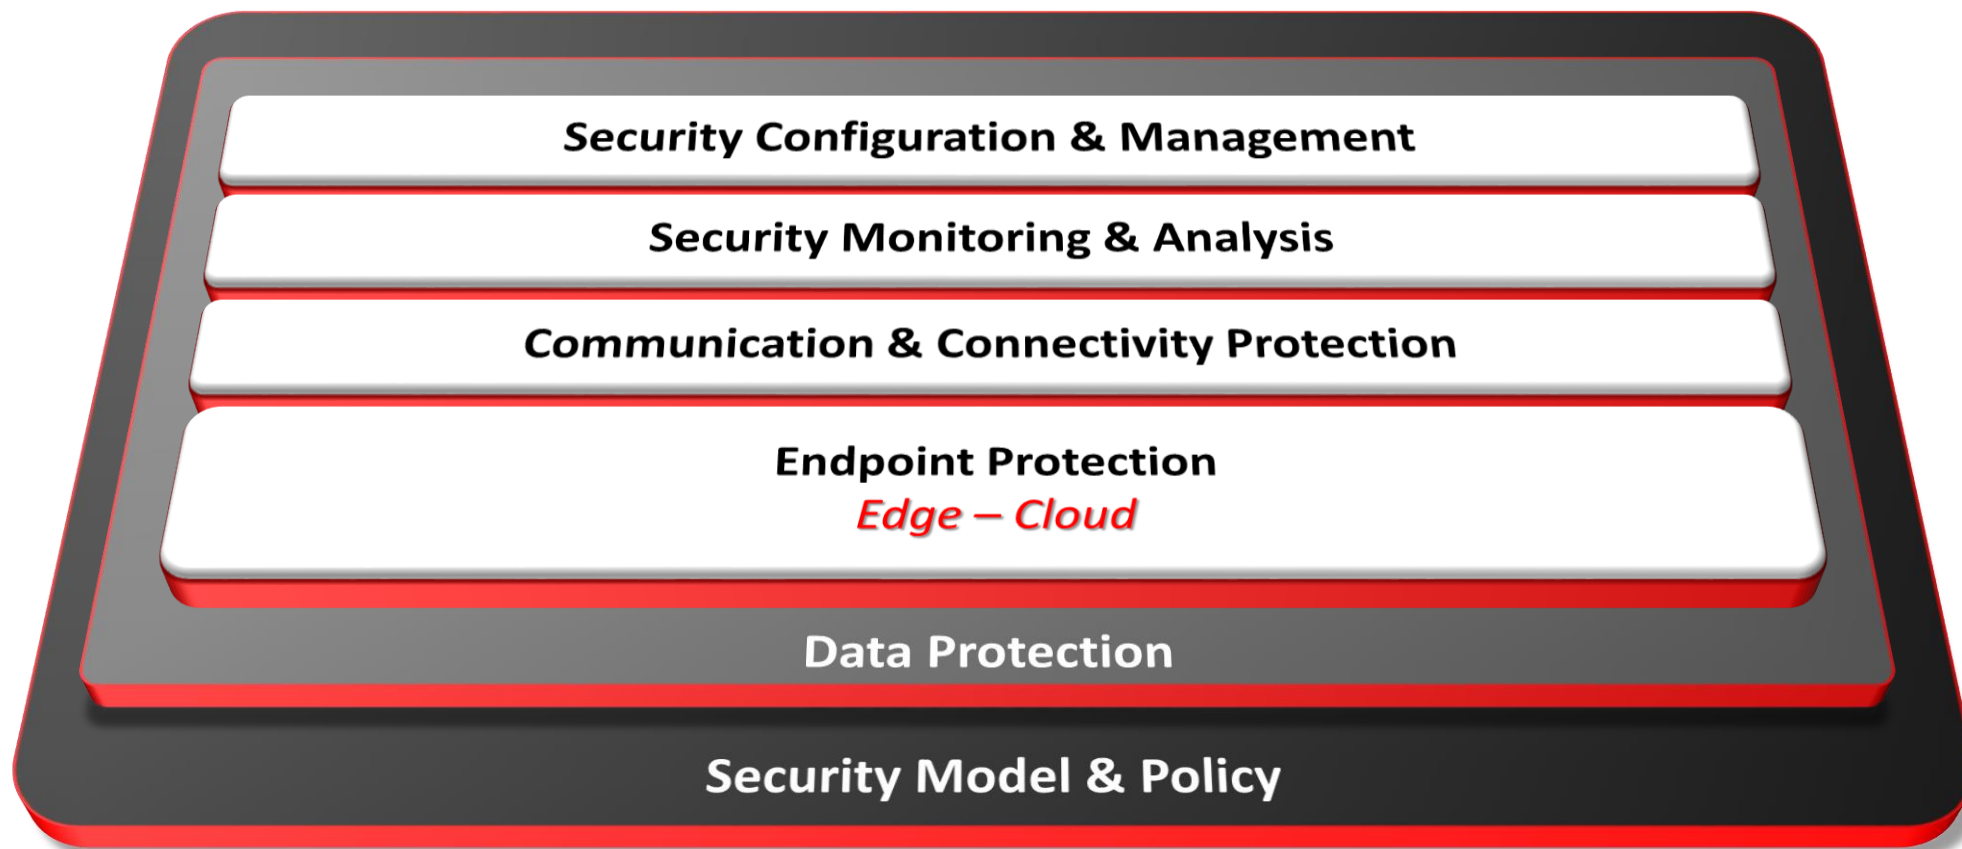 Security Configuration & Management
Security Monitoring & Analysis
Communication & Connectivity Protection
Endpoint Protection
Edge – Cloud
Data Protection
Security Model & Policy